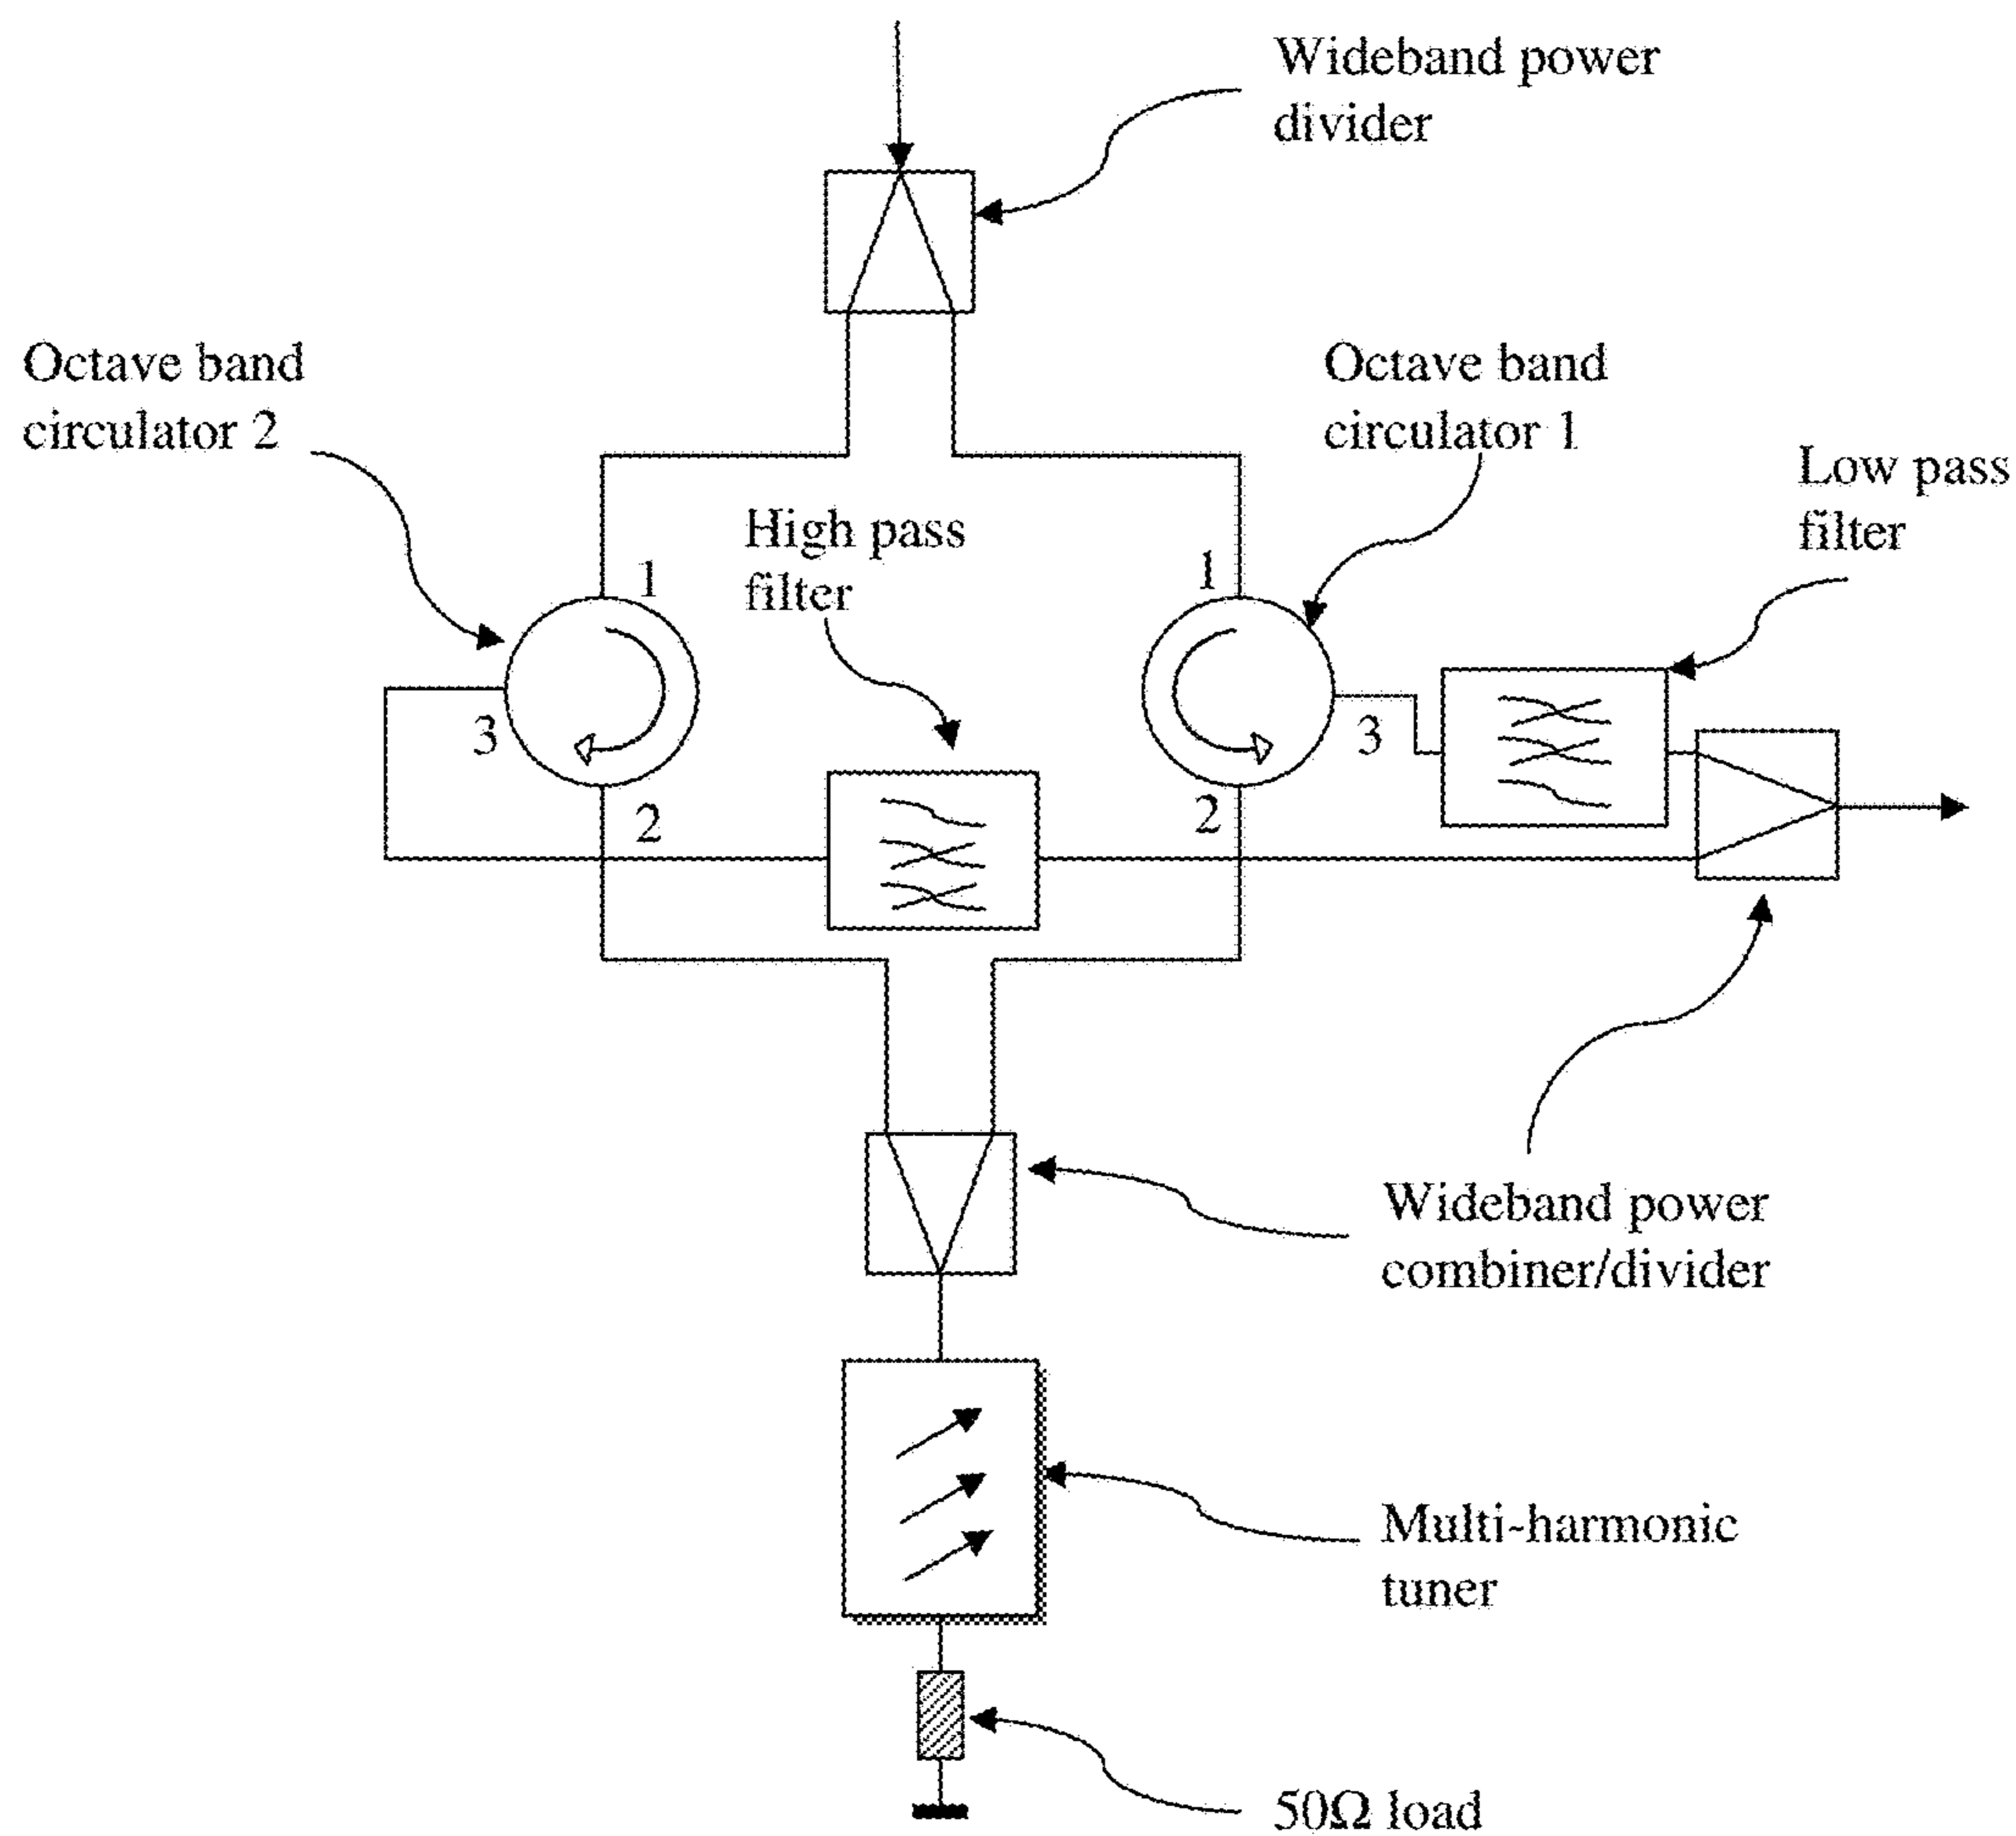 Wideband power
divider
Octave band
circulator 2
Octave band
circulator 1
Low pass
filter
High pass
filter
1
1
3
3
2
2
Wideband power
combiner/divider
Multi-harmonic
tuner
50Ω load